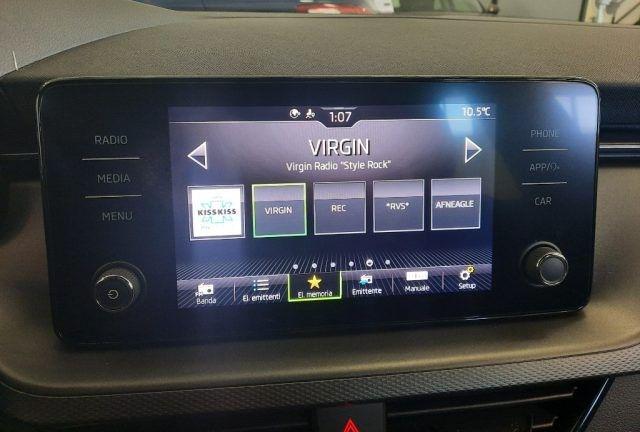 RADIO
MEDIA
MENU
1:07
10.5°C
VIRGIN
Virgin Radio "Style Rock"
KISSKISS
VIRGIN
REC
*RVS*
AFNEAGLE
Banda
El. emittenti
El. memoria
Emittente
Manuale
Setup
PHONE
APP/
CAR